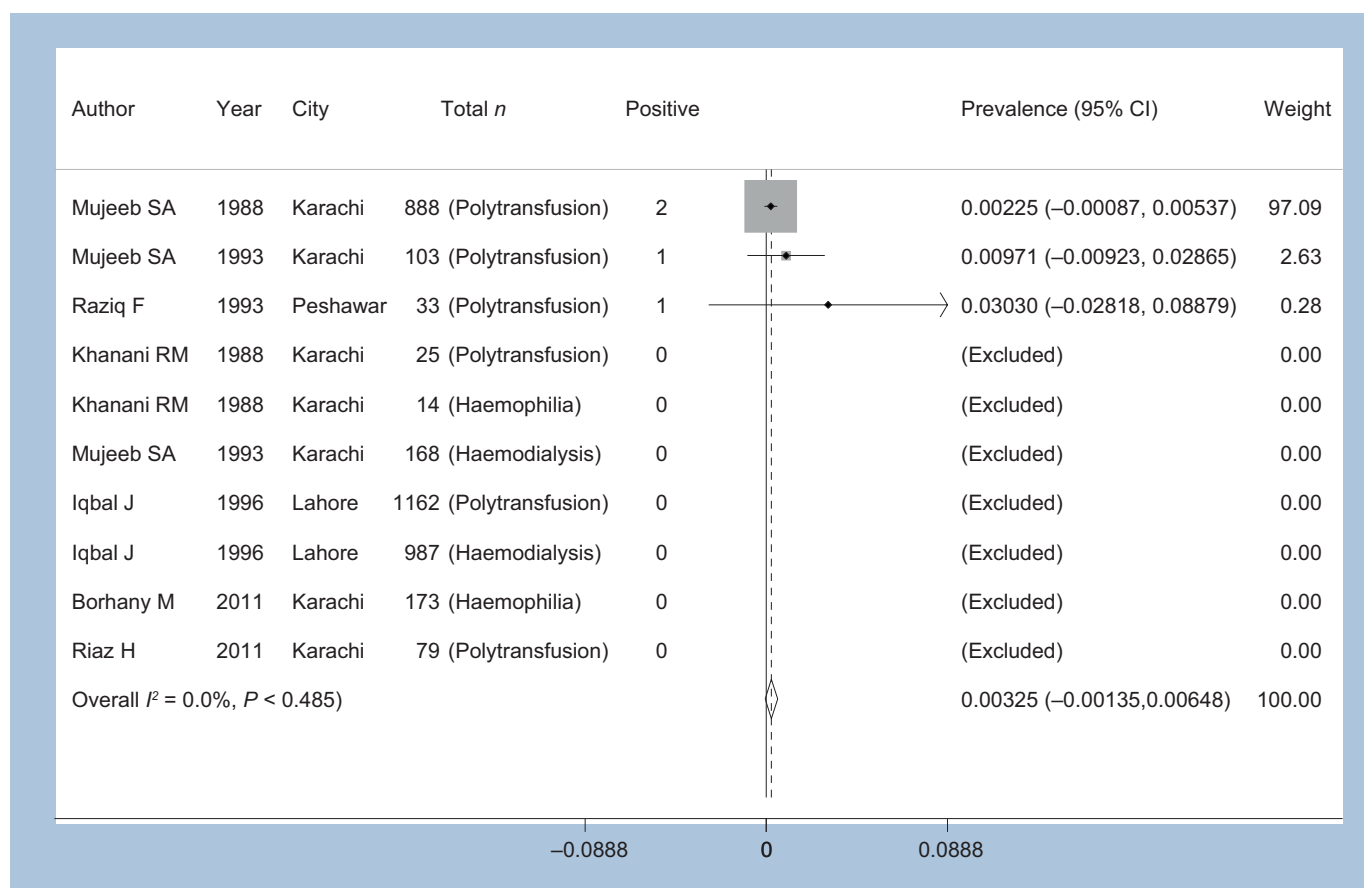 Author Year City Total n Positive Prevalence (95% CI) Weight
Mujeeb SA 1988 Karachi 888 (Polytransfusion) 2 0.00225 (–0.00087, 0.00537) 97.09
Mujeeb SA 1993 Karachi 103 (Polytransfusion) 1 0.00971 (–0.00923, 0.02865) 2.63
Raziq F 1993 Peshawar 33 (Polytransfusion) 1 0.03030 (–0.02818, 0.08879) 0.28
Khanani RM 1988 Karachi 25 (Polytransfusion) 0 (Excluded) 0.00
Khanani RM 1988 Karachi 14 (Haemophilia) 0 (Excluded) 0.00
Mujeeb SA 1993 Karachi 168 (Haemodialysis) 0 (Excluded) 0.00
Iqbal J 1996 Lahore 1162 (Polytransfusion) 0 (Excluded) 0.00
Iqbal J 1996 Lahore 987 (Haemodialysis) 0 (Excluded) 0.00
Borhany M 2011 Karachi 173 (Haemophilia) 0 (Excluded) 0.00
Riaz H 2011 Karachi 79 (Polytransfusion) 0 (Excluded) 0.00
Overall I² = 0.0%, P < 0.485) 0.00325 (–0.00135,0.00648) 100.00
–0.0888 0 0.0888